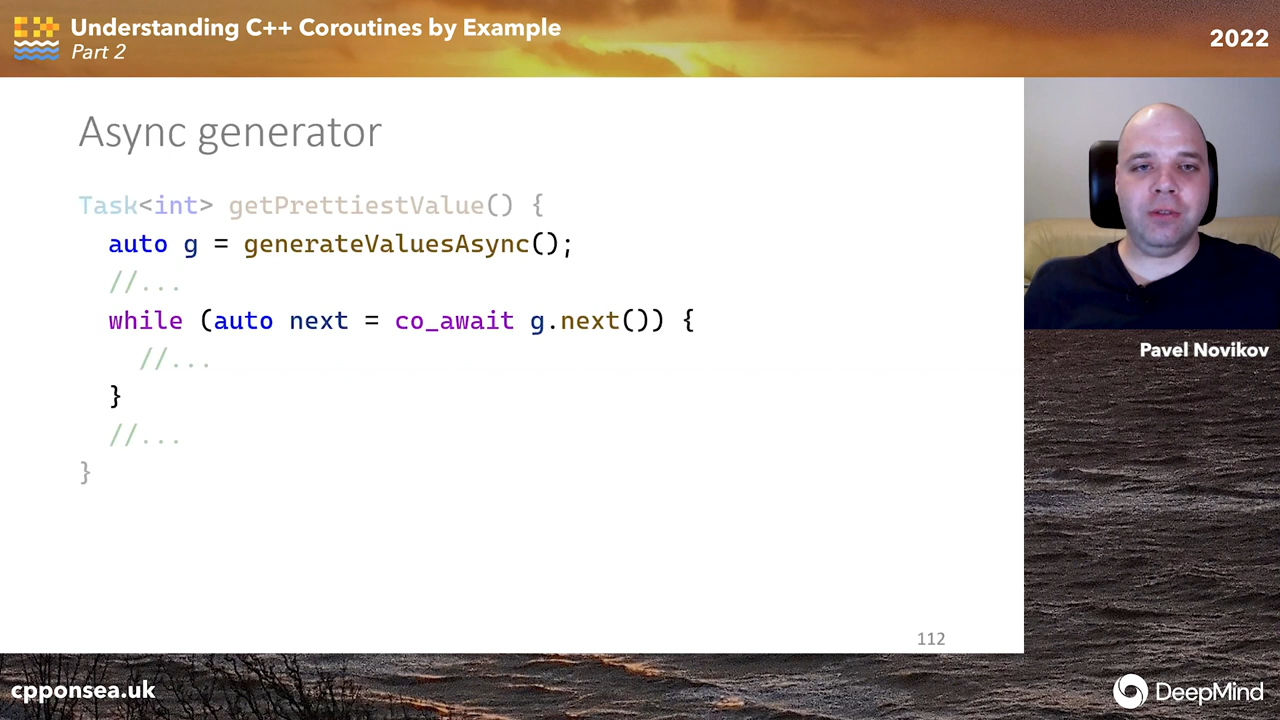 Understanding C++ Coroutines by Example
Part 2
2022
Async generator
Task<int> getPrettiestValue() {
  auto g = generateValuesAsync();
  //...
  while (auto next = co_await g.next()) {
    //...
  }
  //...
}
112
Pavel Novikov
cpponsea.uk
DeepMind